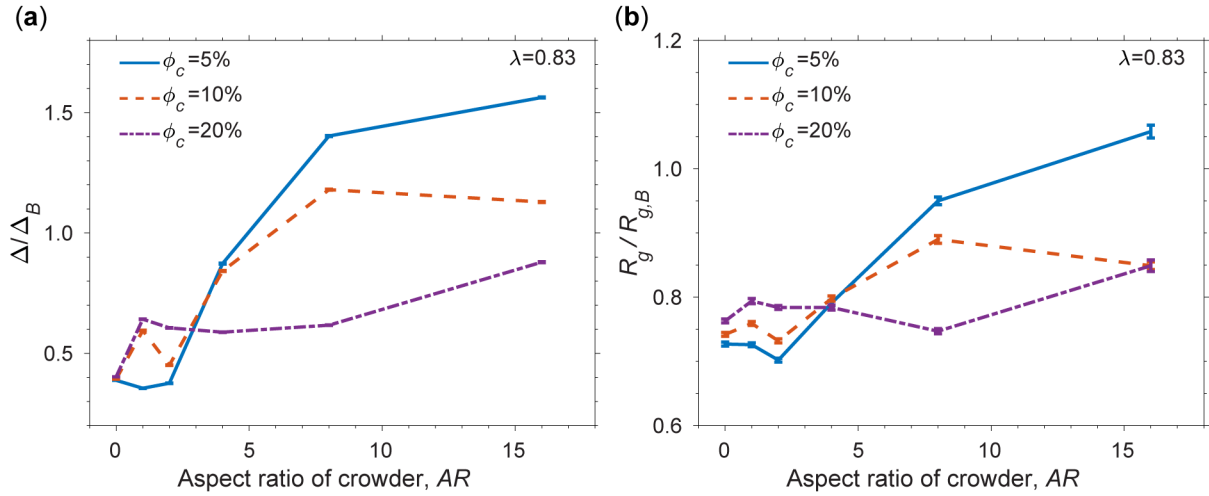 (a)
ϕc=5%
ϕc=10%
ϕc=20%
λ=0.83
1.5
1.0
0.5
Δ/ΔB
0 5 10 15
Aspect ratio of crowder, AR
(b)
ϕc=5%
ϕc=10%
ϕc=20%
λ=0.83
1.2
1.0
0.8
0.6
Rg / Rg,B
0 5 10 15
Aspect ratio of crowder, AR